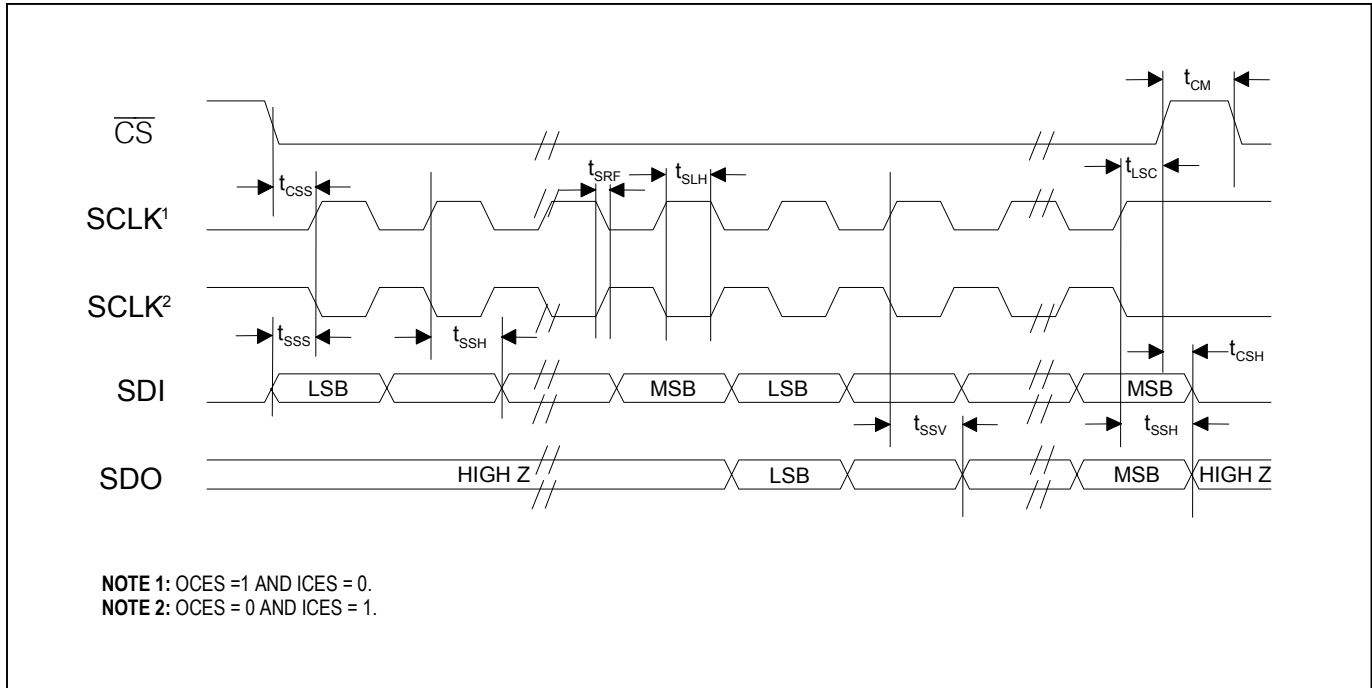 t_CM
C̅S̅
t_CSS
t_SRF
t_SLH
t_LSC
SCLK¹
SCLK²
t_SSS
t_SSH
t_CSH
SDI LSB MSB LSB MSB
t_SSV
t_SSH
SDO HIGH Z LSB MSB HIGH Z
NOTE 1: OCES =1 AND ICES = 0.
NOTE 2: OCES = 0 AND ICES = 1.